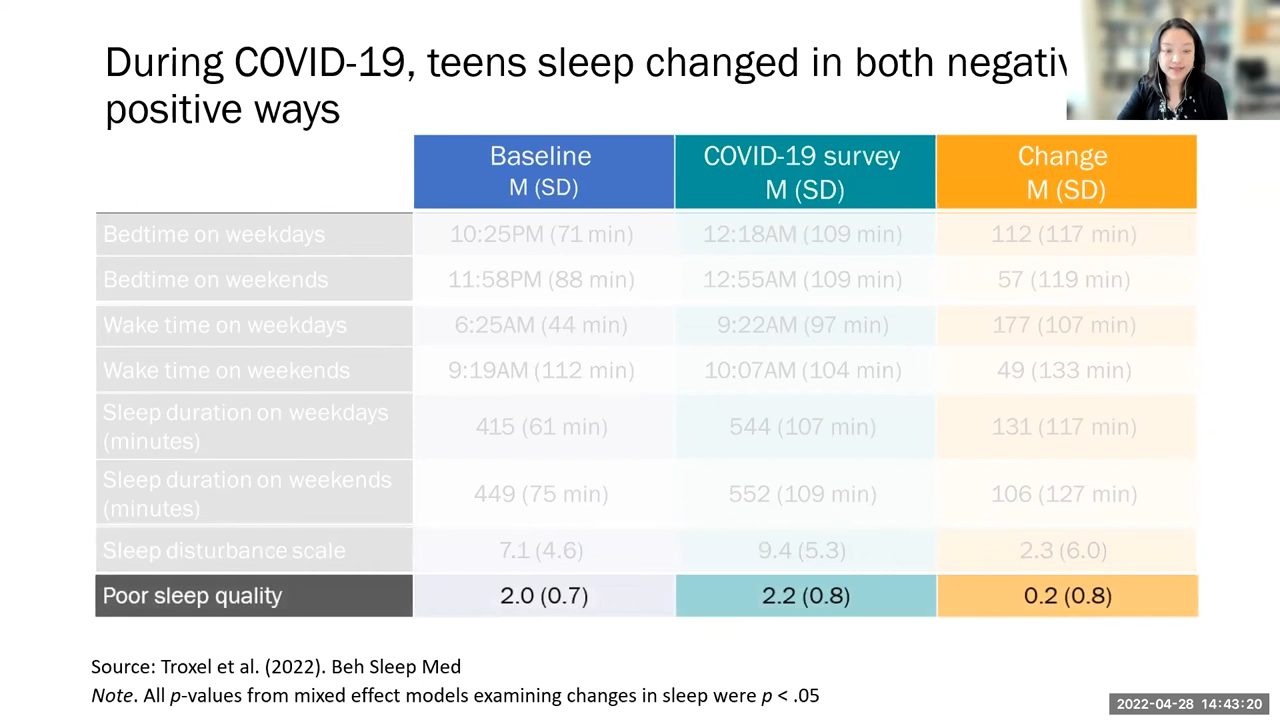 During COVID-19, teens sleep changed in both negativ
positive ways
Baseline COVID-19 survey Change
M (SD) M (SD) M (SD)
Bedtime on weekdays 10:25PM (71 min) 12:18AM (109 min) 112 (117 min)
Bedtime on weekends 11:58PM (88 min) 12:55AM (109 min) 57 (119 min)
Wake time on weekdays 6:25AM (44 min) 9:22AM (97 min) 177 (107 min)
Wake time on weekends 9:19AM (112 min) 10:07AM (104 min) 49 (133 min)
Sleep duration on weekdays
(minutes) 415 (61 min) 544 (107 min) 131 (117 min)
Sleep duration on weekends
(minutes) 449 (75 min) 552 (109 min) 106 (127 min)
Sleep disturbance scale 7.1 (4.6) 9.4 (5.3) 2.3 (6.0)
Poor sleep quality 2.0 (0.7) 2.2 (0.8) 0.2 (0.8)
Source: Troxel et al. (2022). Beh Sleep Med
Note. All p-values from mixed effect models examining changes in sleep were p < .05
2022-04-28 14:43:20